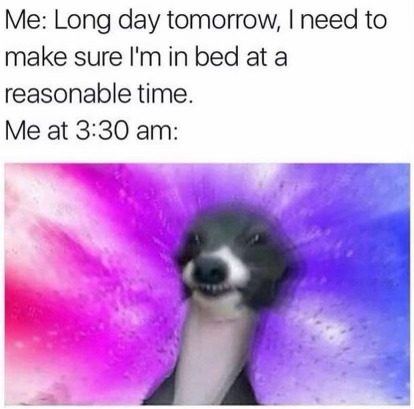 Me: Long day tomorrow, I need to
make sure I'm in bed at a
reasonable time.
Me at 3:30 am: